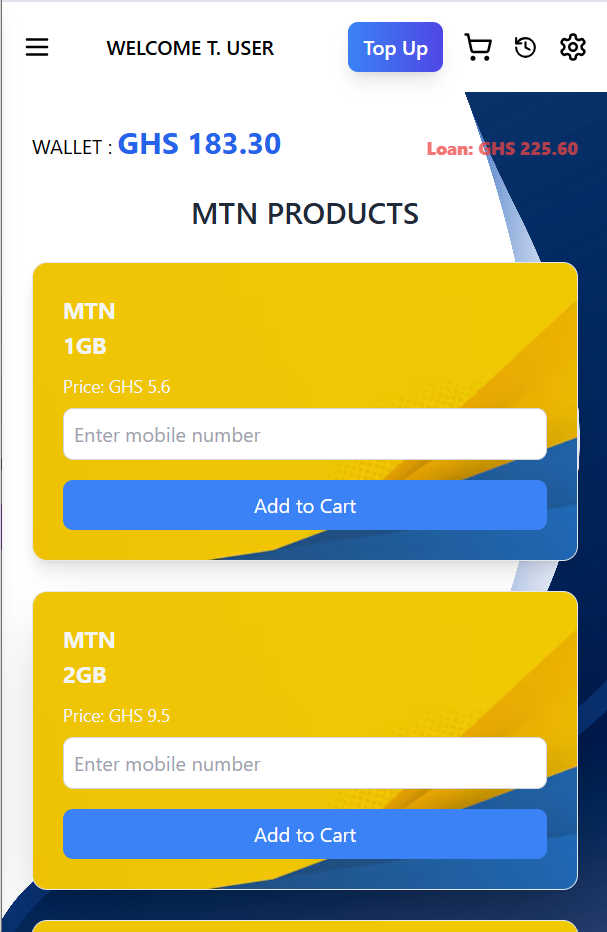 WELCOME T. USER
Top Up
WALLET : GHS 183.30
Loan: GHS 225.60
MTN PRODUCTS
MTN
1GB
Price: GHS 5.6
Enter mobile number
Add to Cart
MTN
2GB
Price: GHS 9.5
Enter mobile number
Add to Cart